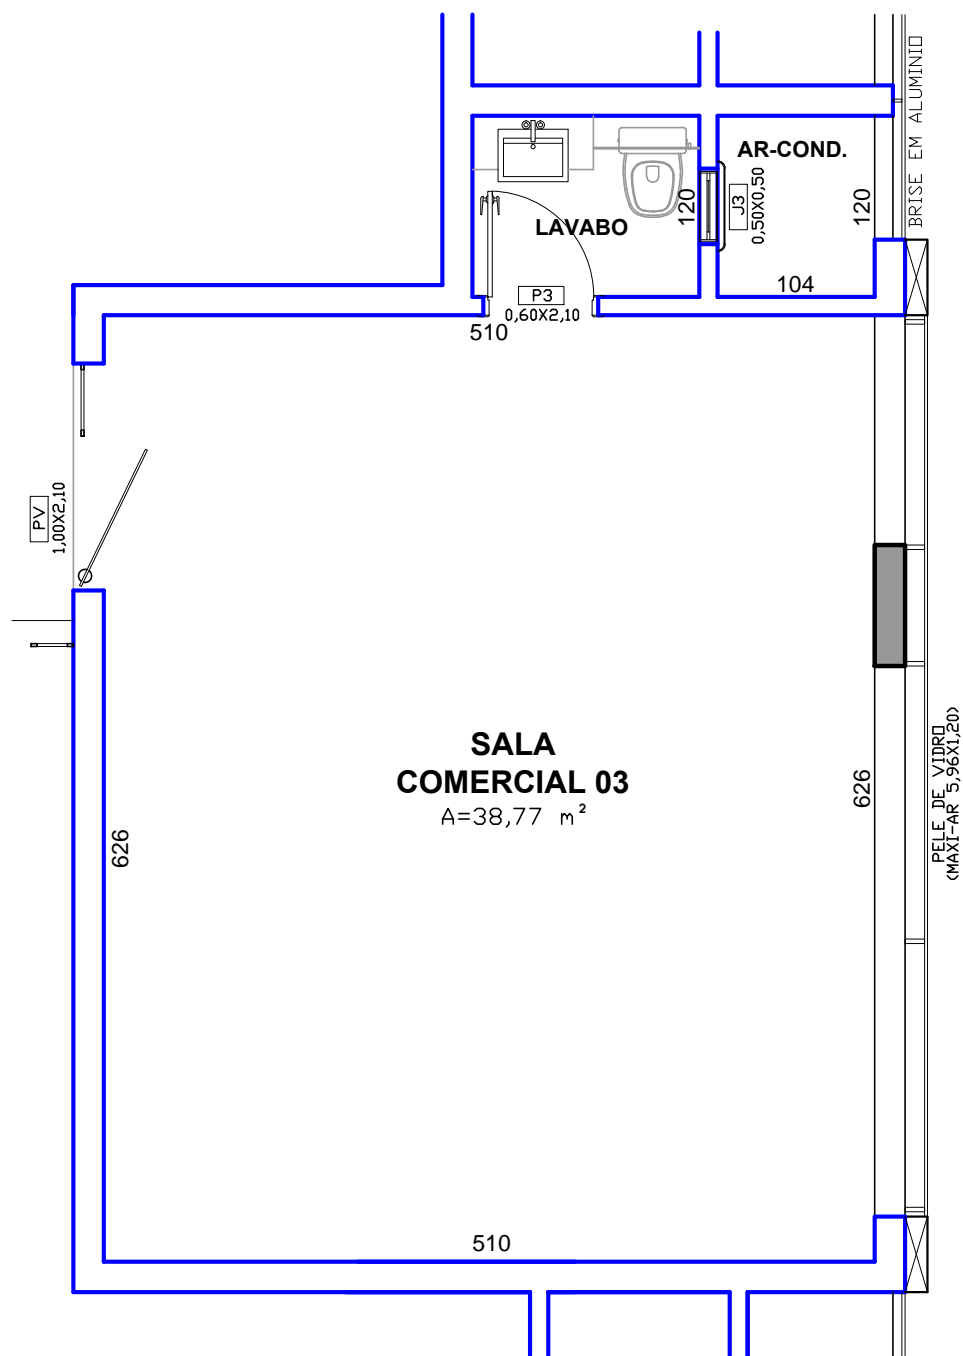 BRISE EM ALUMINIO
AR-COND.
J3
0,50X0,50
120
120
LAVABO
104
P3
0,60X2,10
510
PV
1,00X2,10
SALA
COMERCIAL 03
A=38,77 m²
626
626
PELE DE VIDRO
(MAXI-AR 5,96X1,20)
510